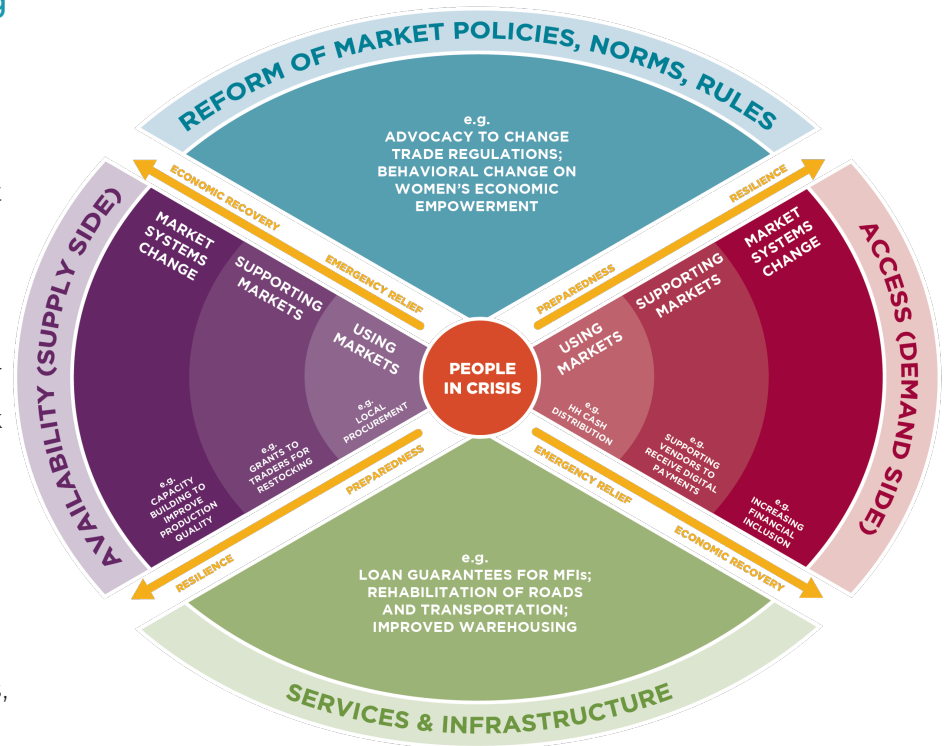 REFORM OF MARKET POLICIES, NORMS, RULES
e.g.
ADVOCACY TO CHANGE
TRADE REGULATIONS;
BEHAVIORAL CHANGE ON
WOMEN'S ECONOMIC
EMPOWERMENT
ECONOMIC RECOVERY
EMERGENCY RELIEF
PREPAREDNESS
RESILIENCE
AVAILABILITY (SUPPLY SIDE)
MARKET
SYSTEMS
CHANGE
SUPPORTING
MARKETS
USING
MARKETS
e.g.
CAPACITY
BUILDING TO
IMPROVE
PRODUCTION
QUALITY
e.g.
GRANTS TO
TRADERS FOR
RESTOCKING
e.g.
LOCAL
PROCUREMENT
PEOPLE
IN CRISIS
USING
MARKETS
SUPPORTING
MARKETS
MARKET
SYSTEMS
CHANGE
e.g.
HH CASH
DISTRIBUTION
e.g.
SUPPORTING
VENDORS TO
RECEIVE DIGITAL
PAYMENTS
e.g.
INCREASING
FINANCIAL
INCLUSION
ACCESS (DEMAND SIDE)
PREPAREDNESS
RESILIENCE
EMERGENCY RELIEF
ECONOMIC RECOVERY
e.g.
LOAN GUARANTEES FOR MFIs;
REHABILITATION OF ROADS
AND TRANSPORTATION;
IMPROVED WAREHOUSING
SERVICES & INFRASTRUCTURE